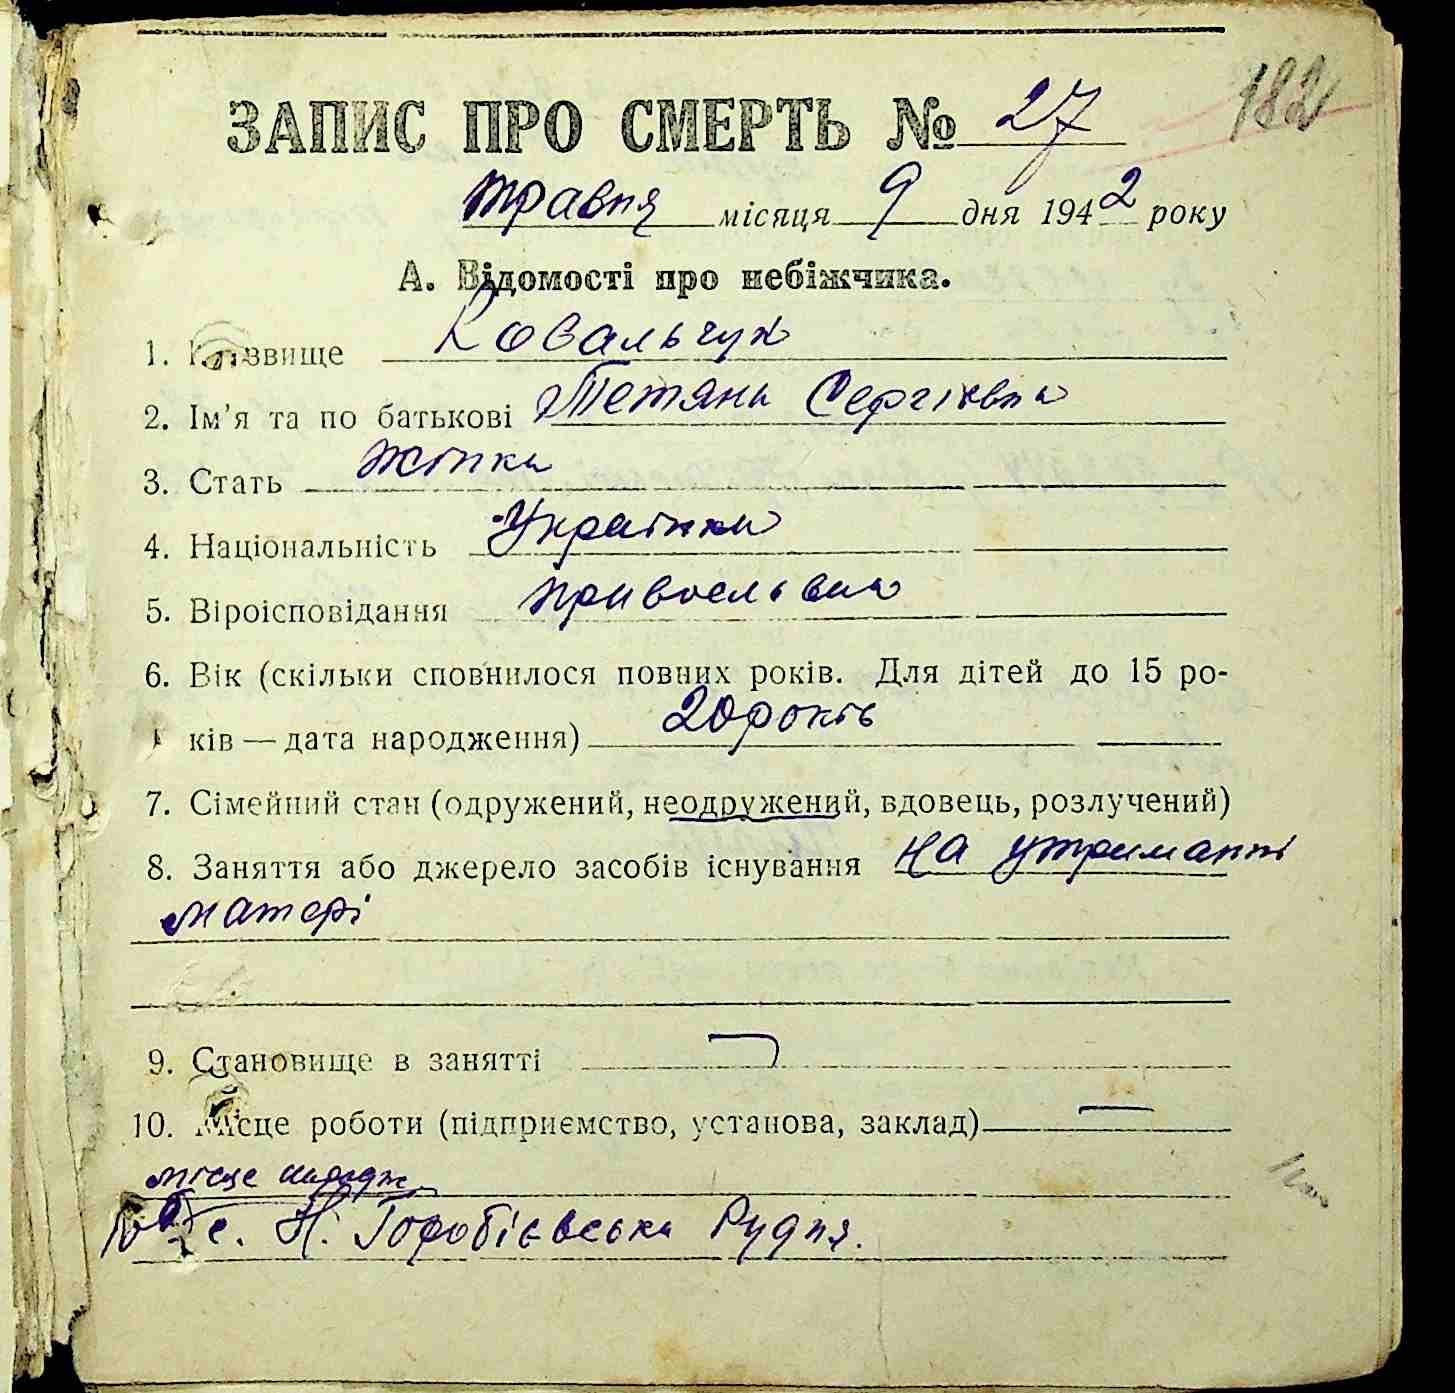 182
ЗАПИС ПРО СМЕРТЬ № 27
травня місяця 9 дня 1942 року
А. Відомості про небіжчика.
1. Прізвище Ковальчук
2. Ім'я та по батькові Тетяна Сергіївна
3. Стать жінка
4. Національність Українка
5. Віроісповідання православна
6. Вік (скільки сповнилося повних років. Для дітей до 15 ро-
ків — дата народження) 20 років
7. Сімейний стан (одружений, неодружений, вдовець, розлучений)
8. Заняття або джерело засобів існування на утриманні
матері
9. Становище в занятті —
10. Місце роботи (підприємство, установа, заклад) —
місце народж.
с. Н. Горобієвська Рудня.